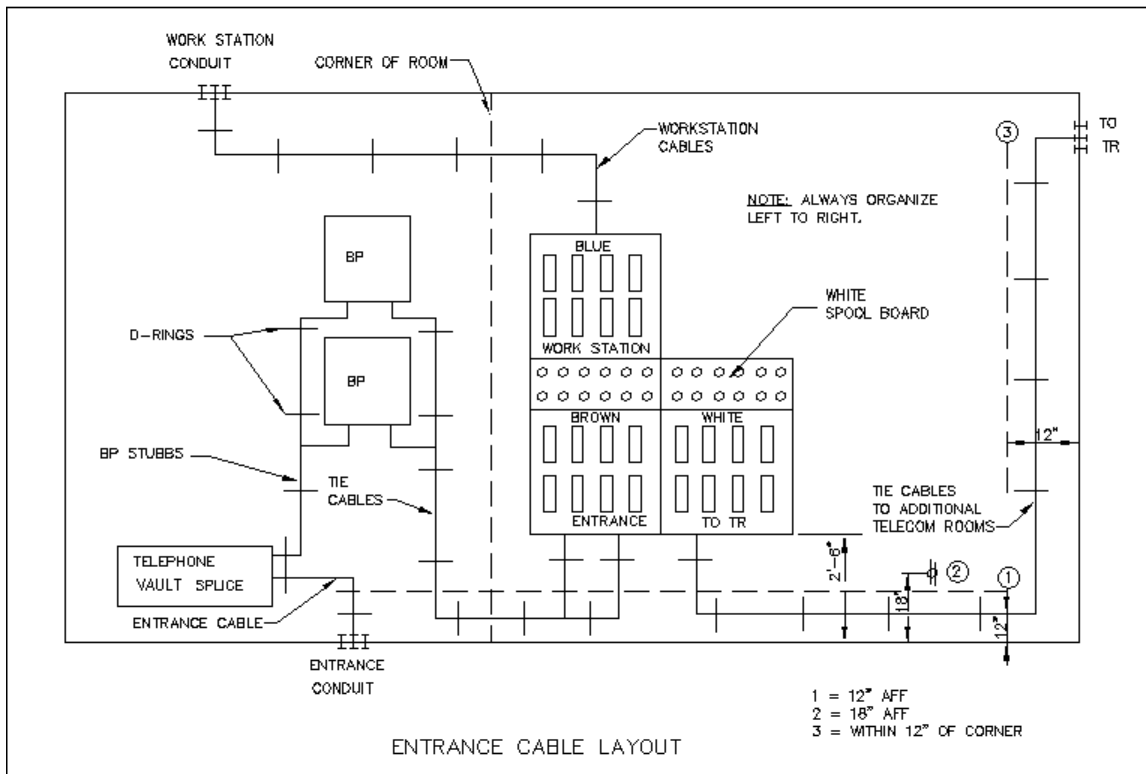 WORK STATION
CONDUIT
CORNER OF ROOM
WORKSTATION
CABLES
3
TO
TR
NOTE: ALWAYS ORGANIZE
LEFT TO RIGHT.
BLUE
BP
WHITE
SPOOL BOARD
D-RINGS
WORK STATION
BP
BROWN
WHITE
12"
BP STUBBS
TIE
CABLES
TIE CABLES
TO ADDITIONAL
TELECOM ROOMS
ENTRANCE
TO TR
TELEPHONE
VAULT SPLICE
2'-6"
18"
2
1
12"
ENTRANCE CABLE
ENTRANCE
CONDUIT
1 = 12" AFF
2 = 18" AFF
3 = WITHIN 12" OF CORNER
ENTRANCE CABLE LAYOUT